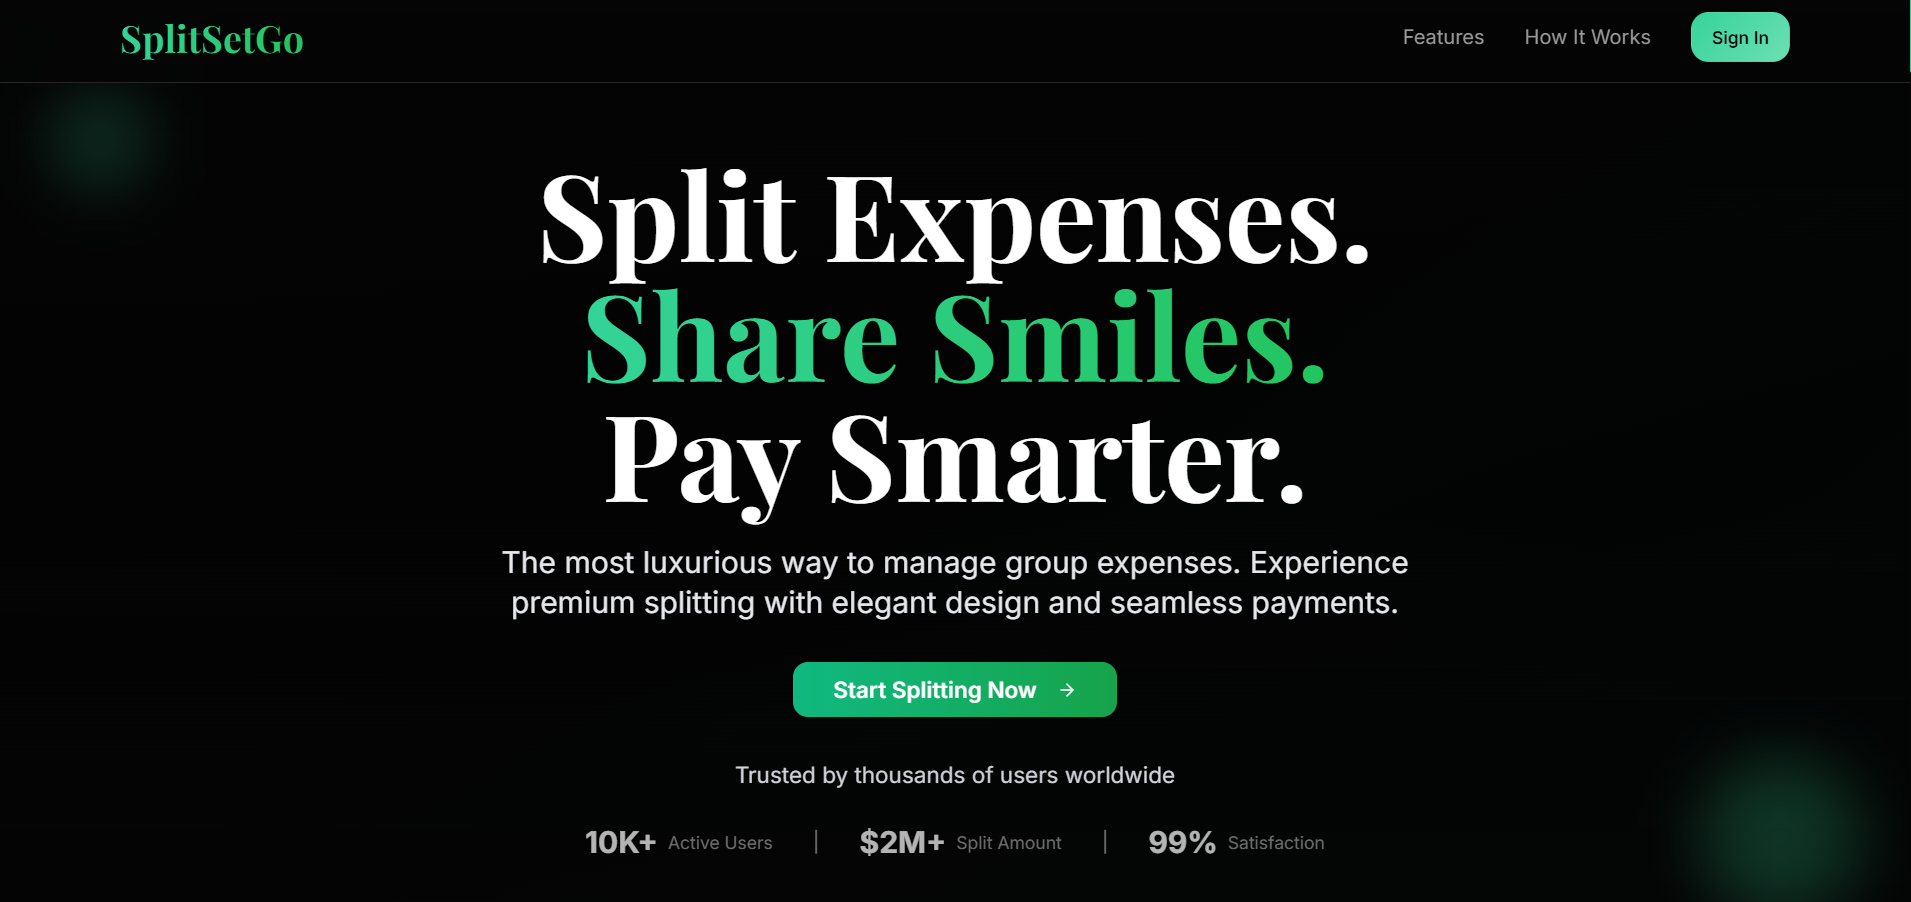 SplitSetGo
Features
How It Works
Sign In
Split Expenses.
Share Smiles.
Pay Smarter.
The most luxurious way to manage group expenses. Experience
premium splitting with elegant design and seamless payments.
Start Splitting Now →
Trusted by thousands of users worldwide
10K+ Active Users | $2M+ Split Amount | 99% Satisfaction